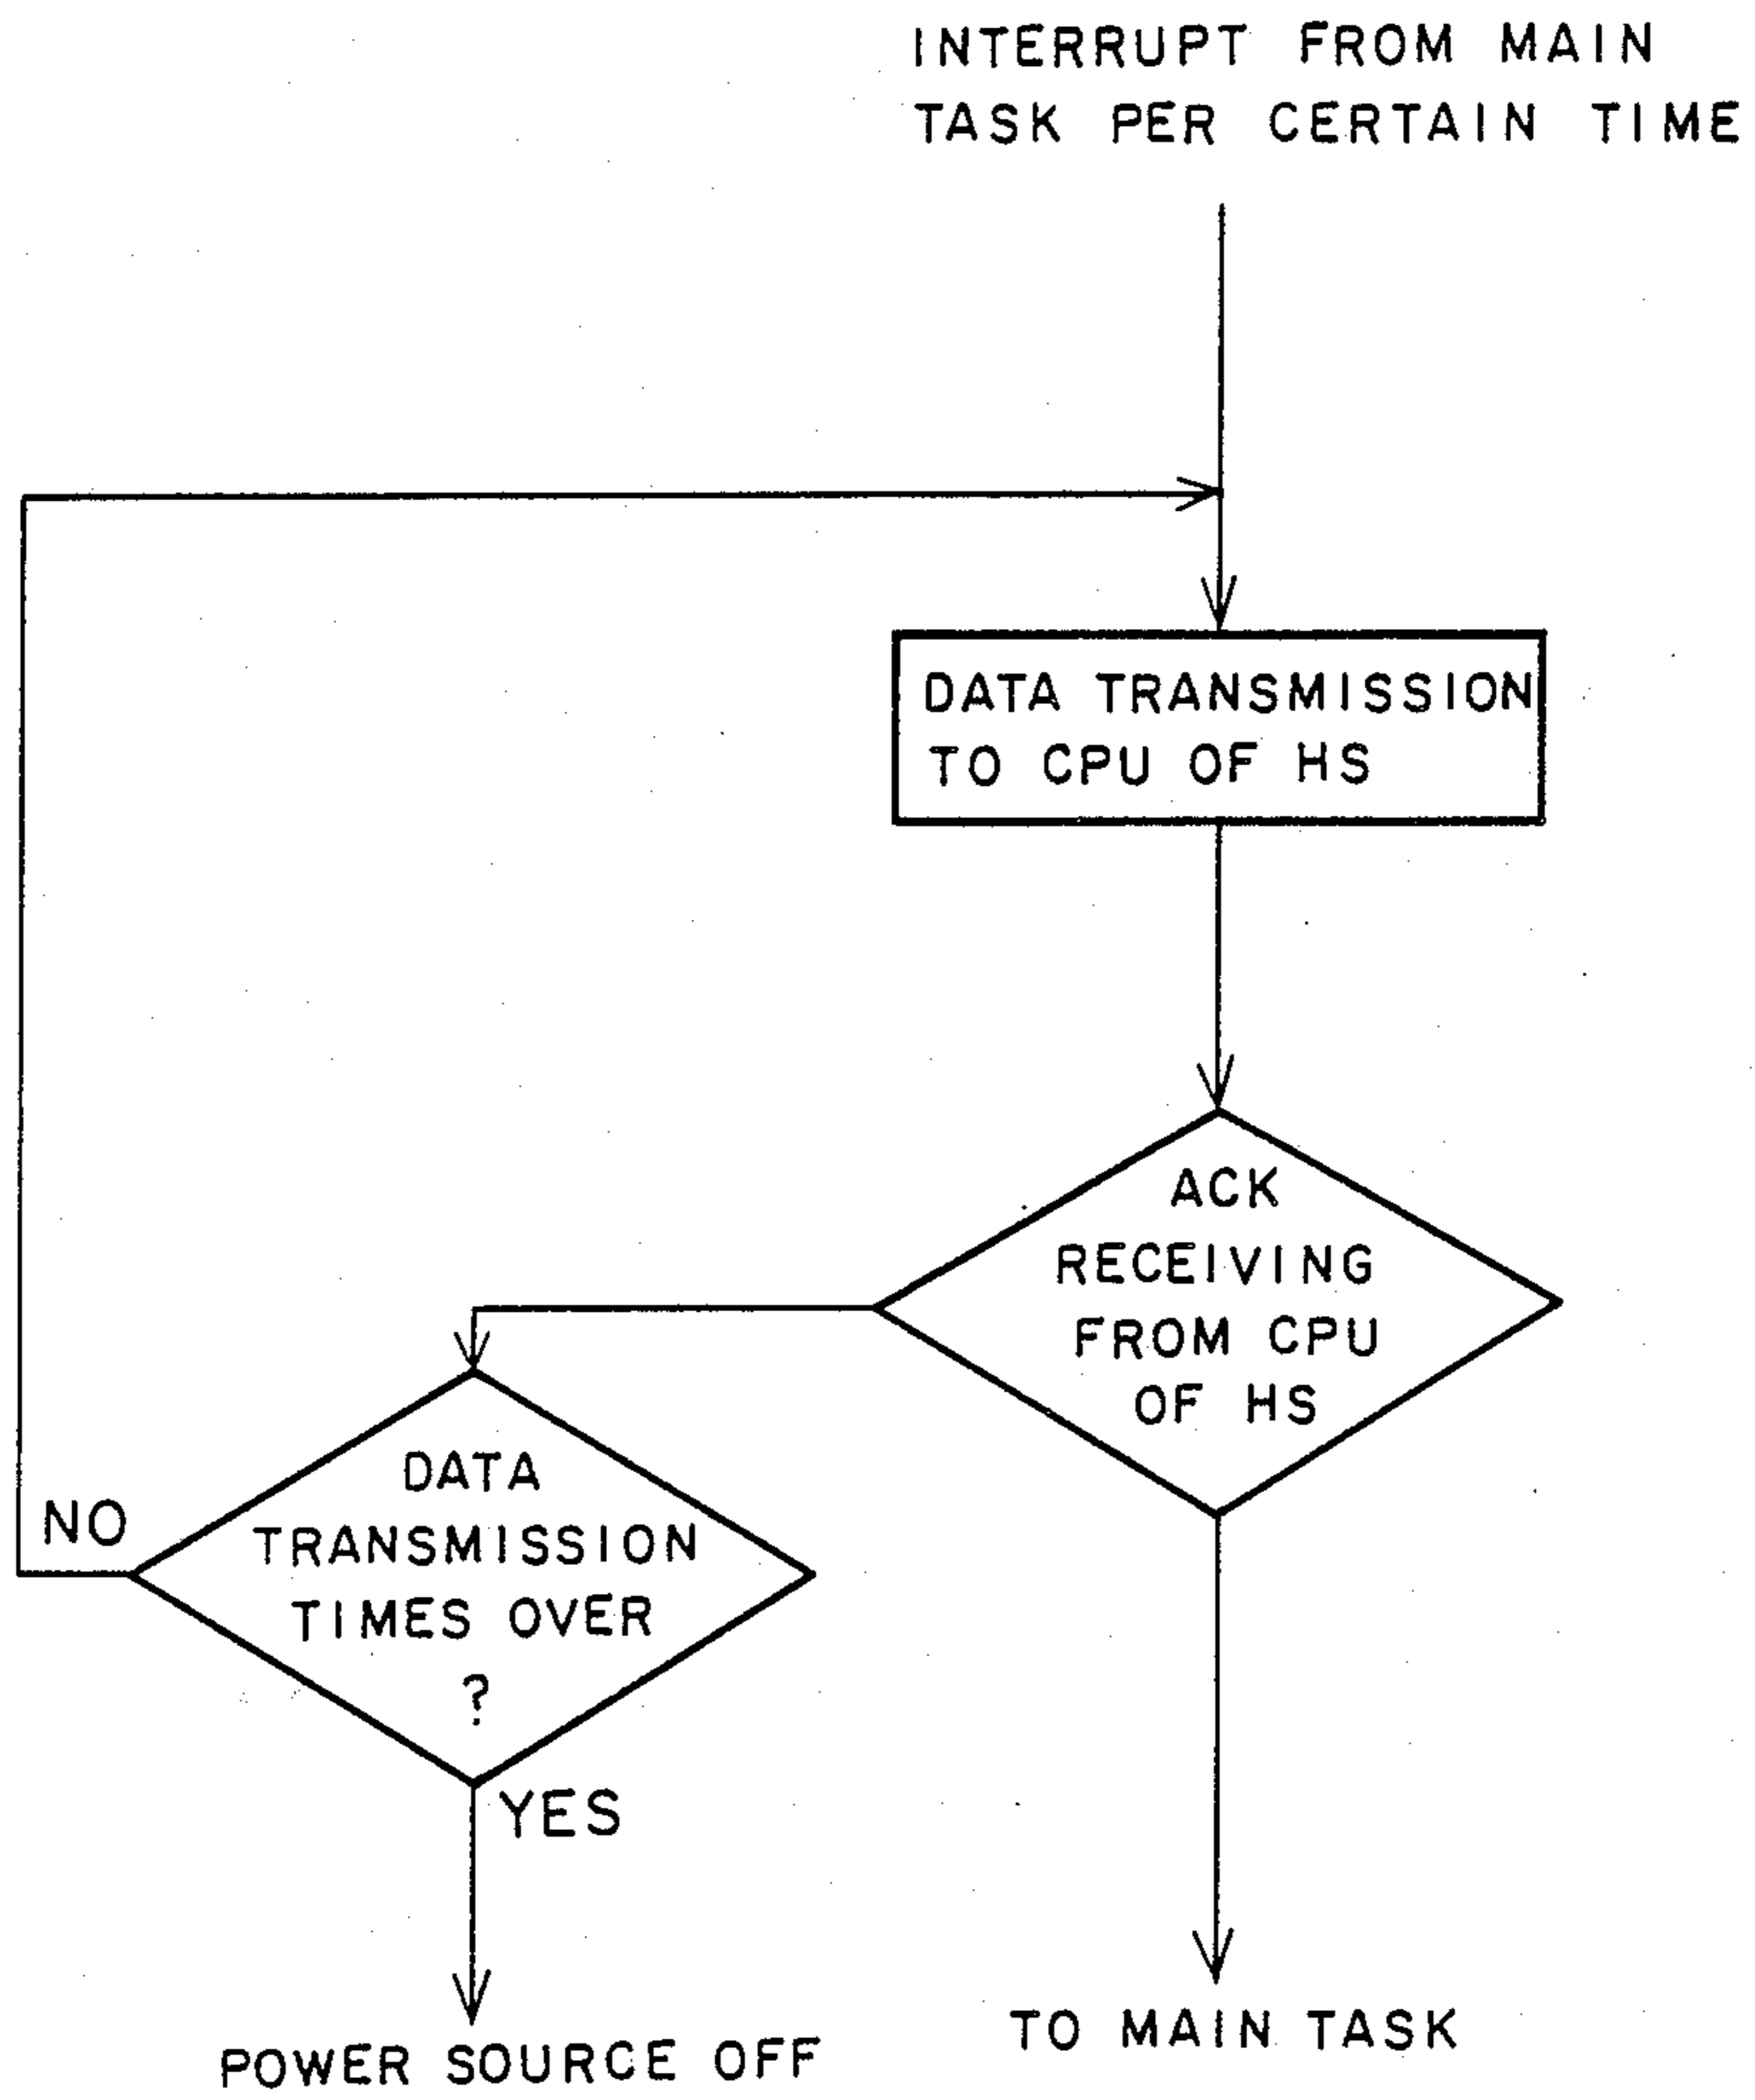 INTERRUPT FROM MAIN
TASK PER CERTAIN TIME
DATA TRANSMISSION
TO CPU OF HS
ACK
RECEIVING
FROM CPU
OF HS
DATA
TRANSMISSION
TIMES OVER
?
NO
YES
POWER SOURCE OFF
TO MAIN TASK